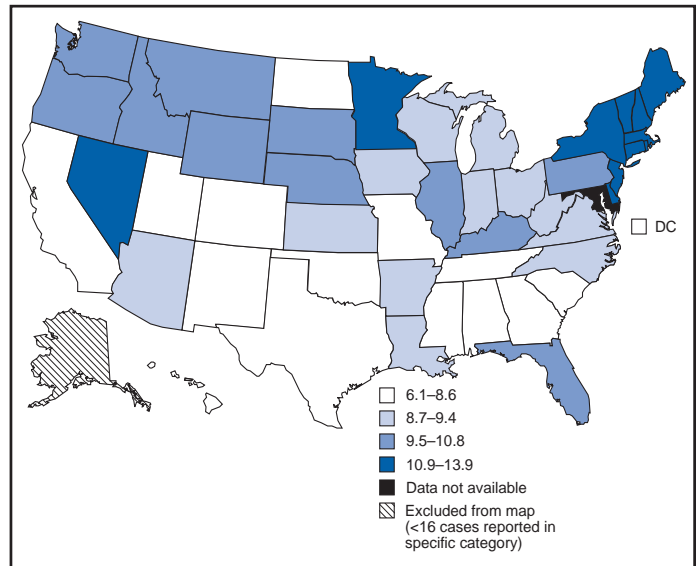 DC
6.1–8.6
8.7–9.4
9.5–10.8
10.9–13.9
Data not available
Excluded from map
(<16 cases reported in
specific category)